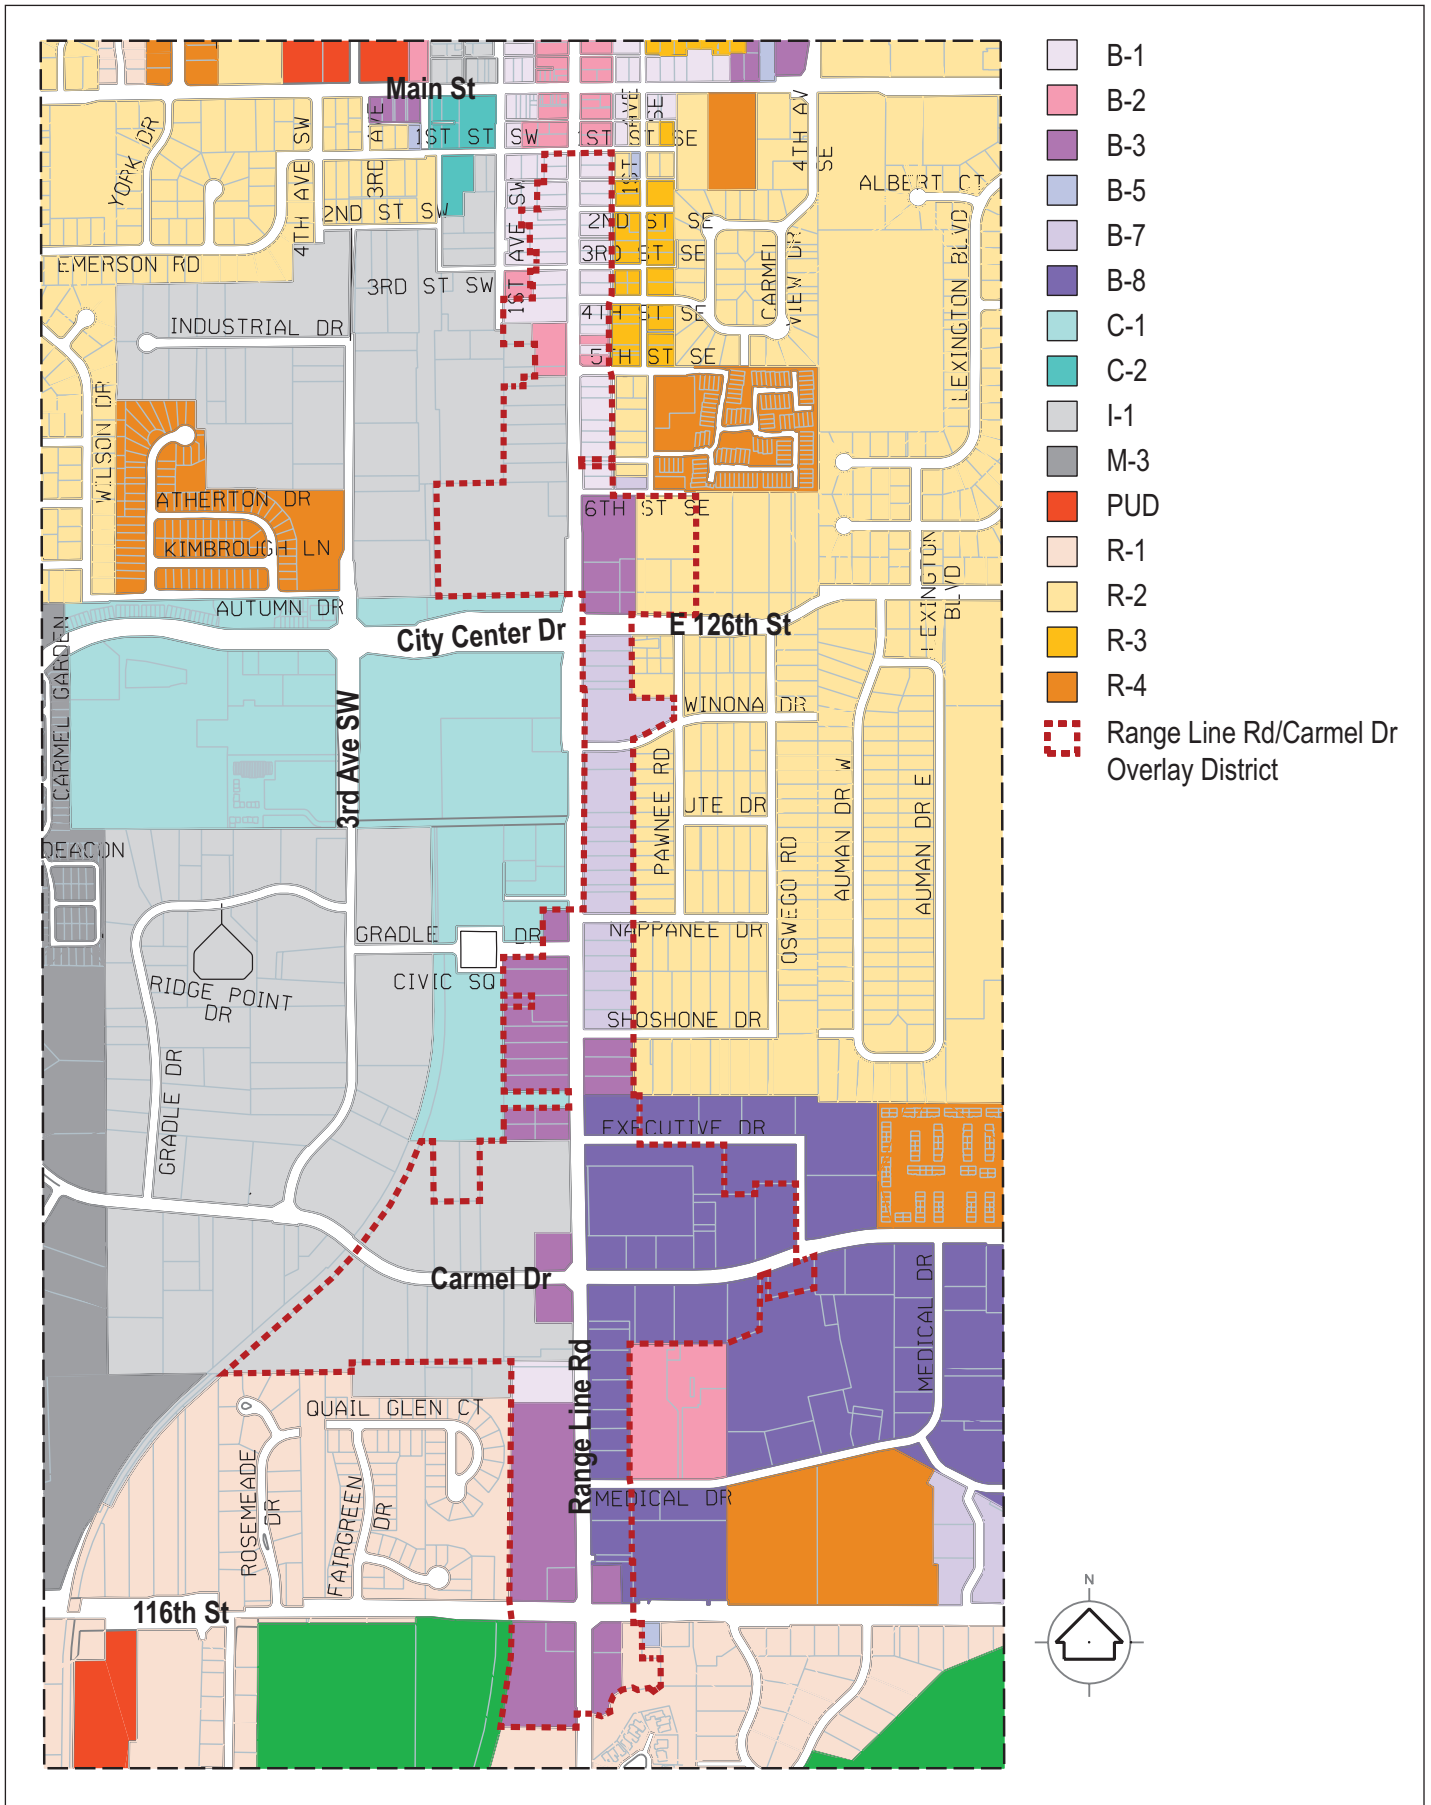 B-1
B-2
B-3
B-5
B-7
B-8
C-1
C-2
I-1
M-3
PUD
R-1
R-2
R-3
R-4
Range Line Rd/Carmel Dr
Overlay District
N
Main St
AVE
AVE
SE
1ST ST SW
1ST ST SE
YORK DR
4TH AVE SW
3RD
4TH AV
SE
ALBERT CT
2ND ST SW
1ST AVE SW
1ST
2ND ST SE
3RD ST SE
EMERSON RD
3RD ST SW
CARMEL
VIEW DR
LEXINGTON BLVD
INDUSTRIAL DR
4TH ST SE
5TH ST SE
WILSON DR
ATHERTON DR
6TH ST SE
KIMBROUGH LN
LEXINGTON
BLVD
AUTUMN DR
City Center Dr
E 126th St
CARMEL GARDEN
3rd Ave SW
WINONA DR
PAWNEE RD
UTE DR
OSWEGO RD
AUMAN DR W
AUMAN DR E
DEACON
GRADLE DR
NAPPANEE DR
CIVIC SQ
RIDGE POINT
DR
SHOSHONE DR
GRADLE DR
EXECUTIVE DR
Carmel Dr
MEDICAL DR
Range Line Rd
QUAIL GLEN CT
ROSEMEADE
DR
FAIRGREEN
DR
MEDICAL DR
116th St